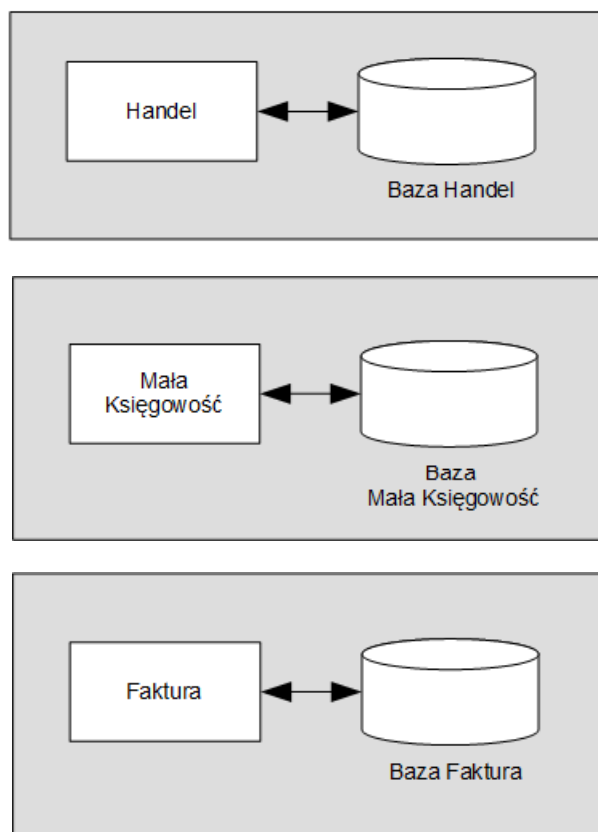 Handel
Baza Handel
Mała
Księgowość
Baza
Mała Księgowość
Faktura
Baza Faktura